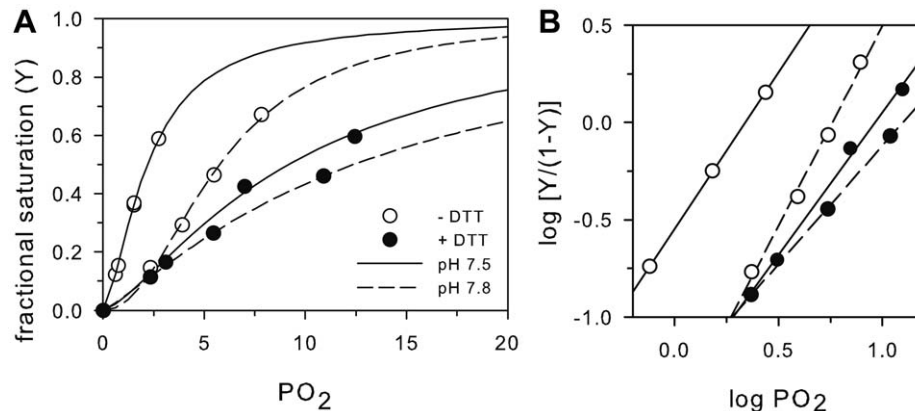 A
fractional saturation (Y)
1.0
0.8
0.6
0.4
0.2
0.0
0
5
10
15
20
PO2
- DTT
+ DTT
pH 7.5
pH 7.8
B
log [Y/(1-Y)]
0.5
0.0
-0.5
-1.0
0.0
0.5
1.0
log PO2